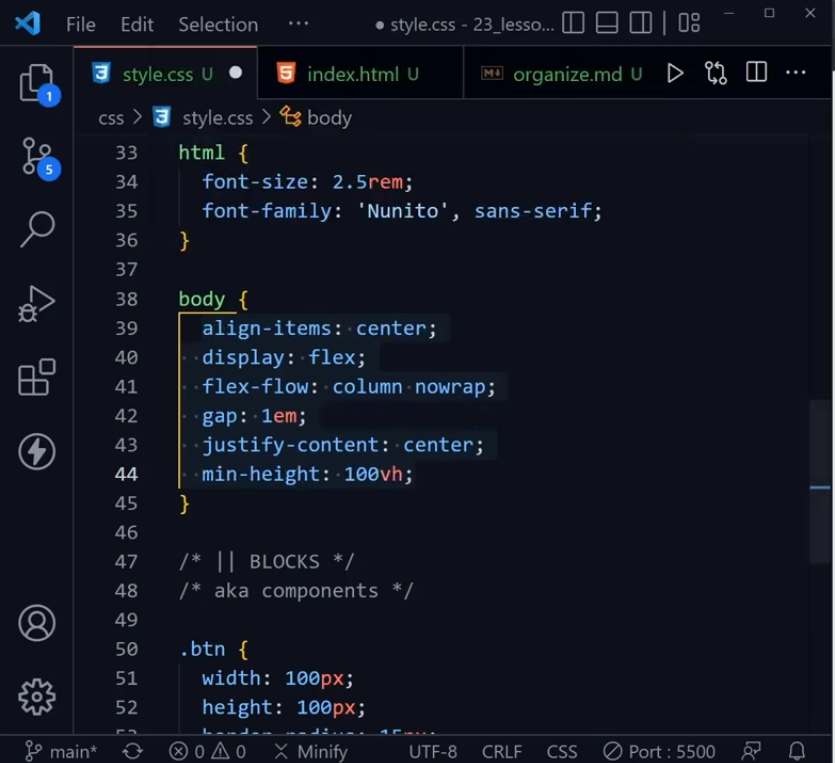 File Edit Selection ··· ● style.css - 23_lesso...
style.css U ● index.html U organize.md U ···
css > style.css > body
33 html {
34 font-size: 2.5rem;
35 font-family: 'Nunito', sans-serif;
36 }
37
38 body {
39 align-items: center;
40 display: flex;
41 flex-flow: column nowrap;
42 gap: 1em;
43 justify-content: center;
44 min-height: 100vh;
45 }
46
47 /* || BLOCKS */
48 /* aka components */
49
50 .btn {
51 width: 100px;
52 height: 100px;
53 border-radius: 15px;
1
5
main* 0 0 Minify UTF-8 CRLF CSS Port : 5500